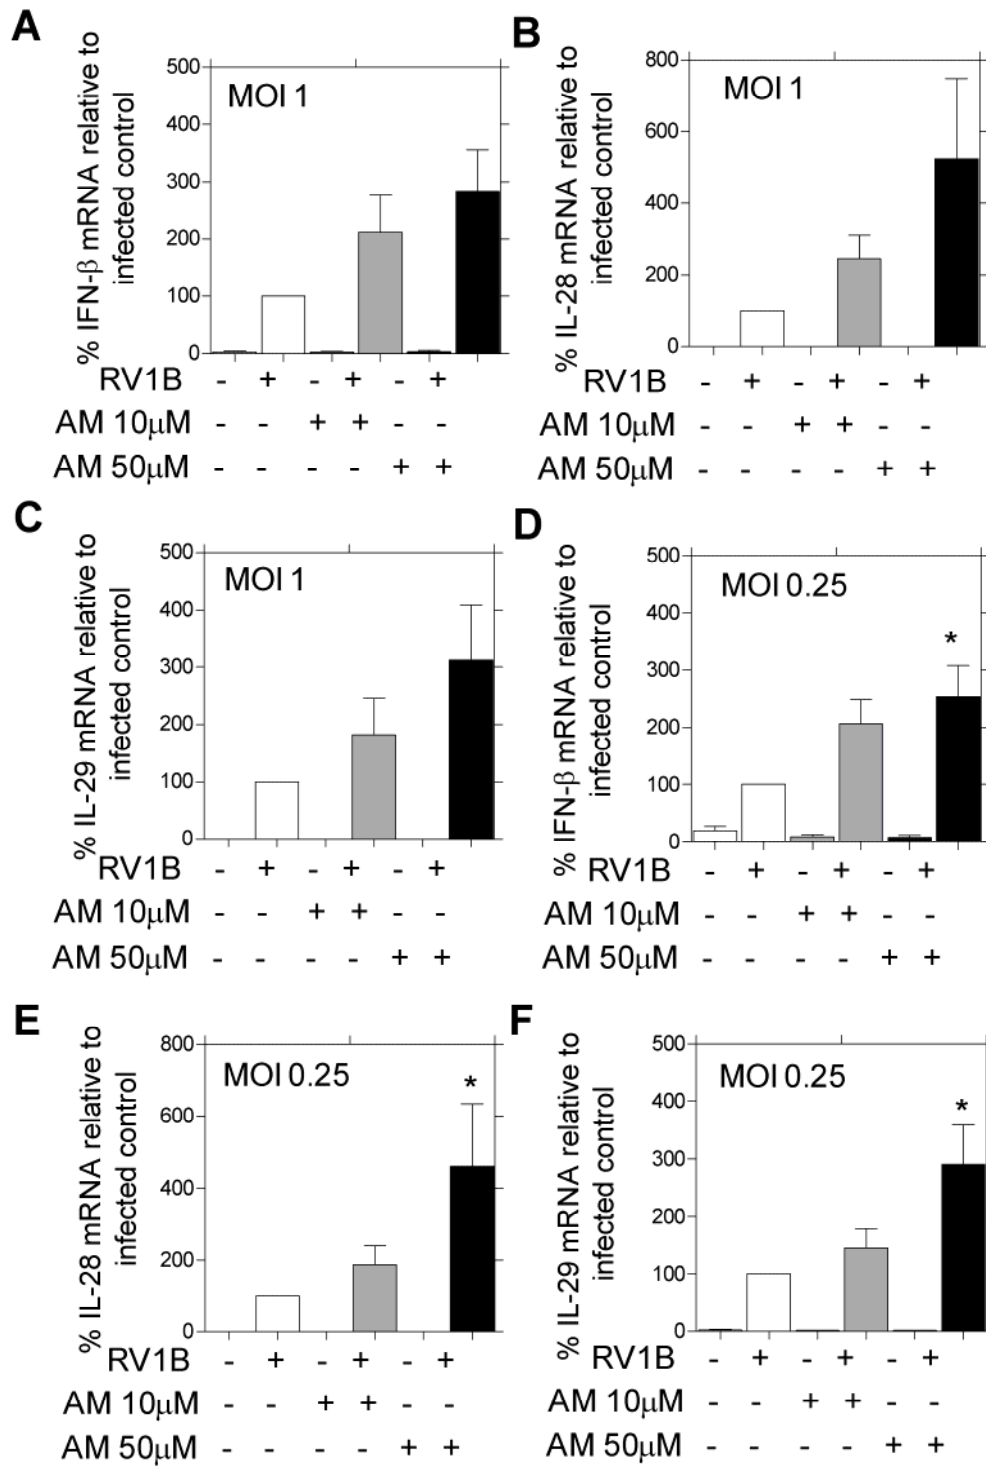 A
% IFN-β mRNA relative to
infected control
500
400
300
200
100
0
MOI 1
RV1B - + - + - +
AM 10μM - - + + - -
AM 50μM - - - - + +
B
% IL-28 mRNA relative to
infected control
800
600
400
200
0
MOI 1
RV1B - + - + - +
AM 10μM - - + + - -
AM 50μM - - - - + +
C
% IL-29 mRNA relative to
infected control
500
400
300
200
100
0
MOI 1
RV1B - + - + - +
AM 10μM - - + + - -
AM 50μM - - - - + +
D
% IFN-β mRNA relative to
infected control
500
400
300
200
100
0
MOI 0.25
*
RV1B - + - + - +
AM 10μM - - + + - -
AM 50μM - - - - + +
E
% IL-28 mRNA relative to
infected control
800
600
400
200
0
MOI 0.25
*
RV1B - + - + - +
AM 10μM - - + + - -
AM 50μM - - - - + +
F
% IL-29 mRNA relative to
infected control
500
400
300
200
100
0
MOI 0.25
*
RV1B - + - + - +
AM 10μM - - + + - -
AM 50μM - - - - + +